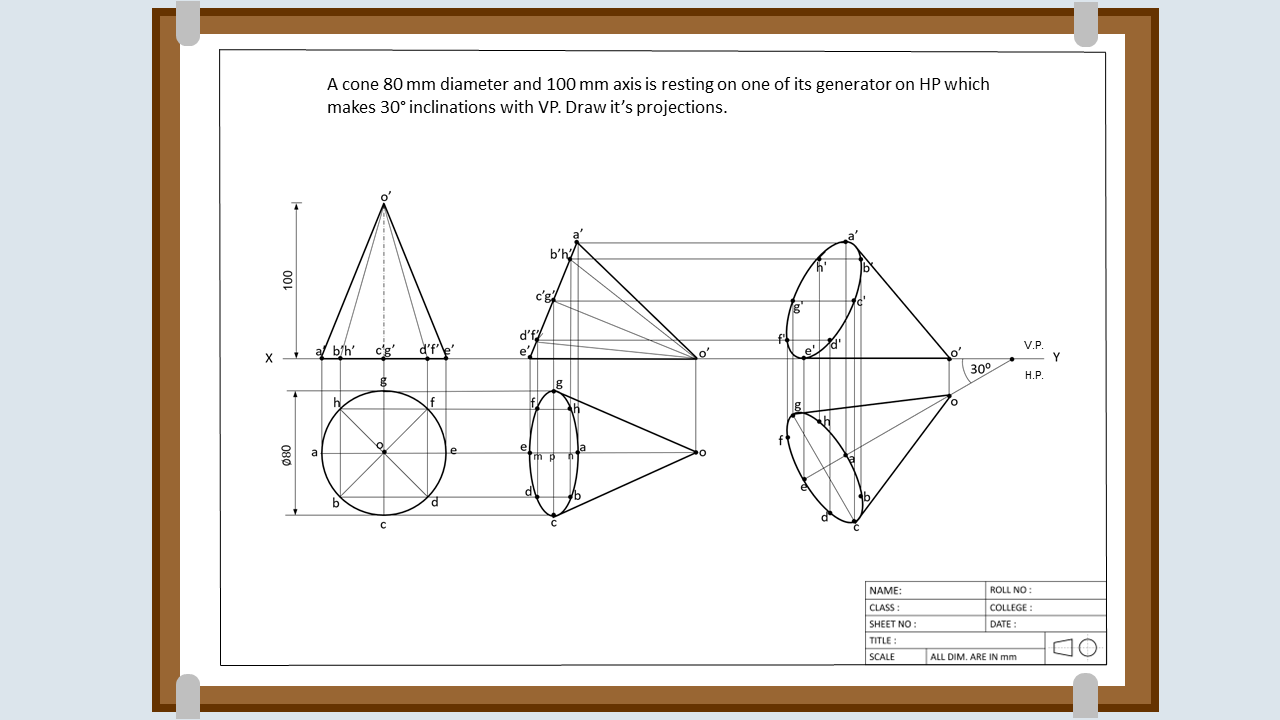 A cone 80 mm diameter and 100 mm axis is resting on one of its generator on HP which
makes 30° inclinations with VP. Draw it’s projections.
o’
a’
a’
b’h’
h'
b’
100
c’g’
g'
c'
d’f’
f'
d'
V.P.
X
a’
b’h’
c’g’
d’f’
e’
e’
o’
e'
o’
Y
30⁰
H.P.
g
g
h
f
f
h
g
o
h
f
Ø80
a
o
e
e
m
p
n
a
o
a
e
b
d
d
b
b
c
c
d
c
NAME:
ROLL NO :
CLASS :
COLLEGE :
SHEET NO :
DATE :
TITLE :
SCALE
ALL DIM. ARE IN mm